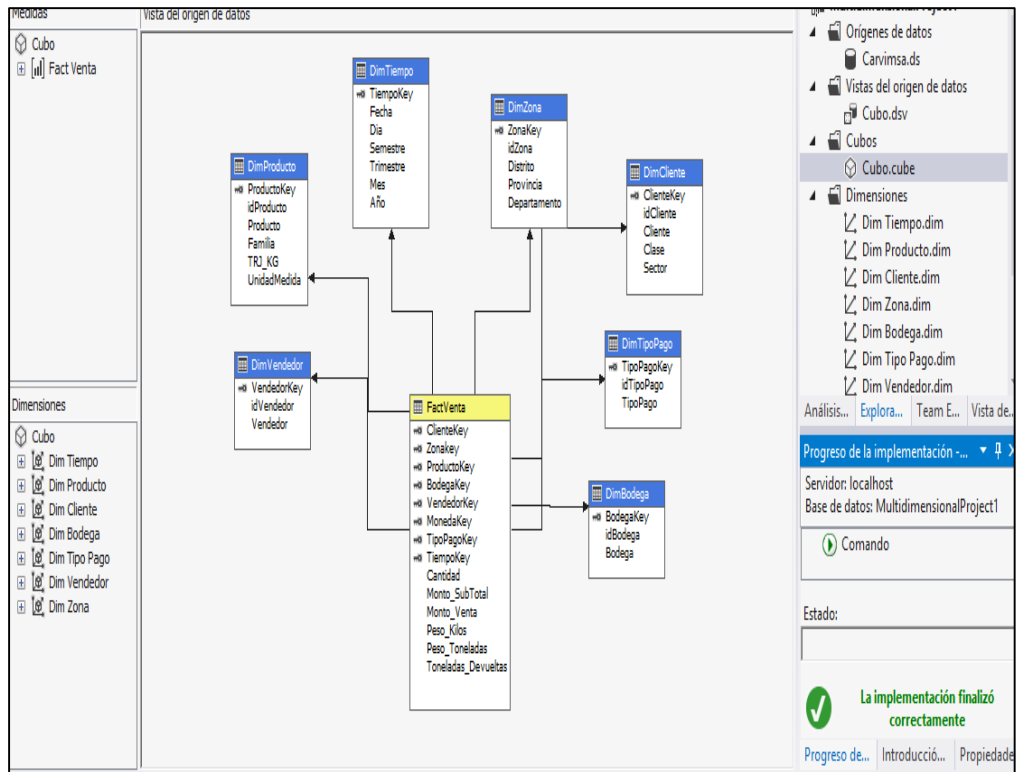 Medidas
Cubo
Fact Venta
Vista del origen de datos
DimTiempo
TiempoKey
Fecha
Dia
Semestre
Trimestre
Mes
Año
DimZona
ZonaKey
idZona
Distrito
Provincia
Departamento
DimProducto
ProductoKey
idProducto
Producto
Familia
TRJ_KG
UnidadMedida
DimCliente
ClienteKey
idCliente
Cliente
Clase
Sector
DimVendedor
VendedorKey
idVendedor
Vendedor
DimTipoPago
TipoPagoKey
idTipoPago
TipoPago
FactVenta
ClienteKey
Zonakey
ProductoKey
BodegaKey
VendedorKey
MonedaKey
TipoPagoKey
TiempoKey
Cantidad
Monto_SubTotal
Monto_Venta
Peso_Kilos
Peso_Toneladas
Toneladas_Devueltas
DimBodega
BodegaKey
idBodega
Bodega
Dimensiones
Cubo
Dim Tiempo
Dim Producto
Dim Cliente
Dim Bodega
Dim Tipo Pago
Dim Vendedor
Dim Zona
Orígenes de datos
Carvimsa.ds
Vistas del origen de datos
Cubo.dsv
Cubos
Cubo.cube
Dimensiones
Dim Tiempo.dim
Dim Producto.dim
Dim Cliente.dim
Dim Zona.dim
Dim Bodega.dim
Dim Tipo Pago.dim
Dim Vendedor.dim
Análisis... Explora... Team E... Vista de...
Progreso de la implementación -...
Servidor: localhost
Base de datos: MultidimensionalProject1
Comando
Estado:
La implementación finalizó
correctamente
Progreso de... Introducció... Propiedade